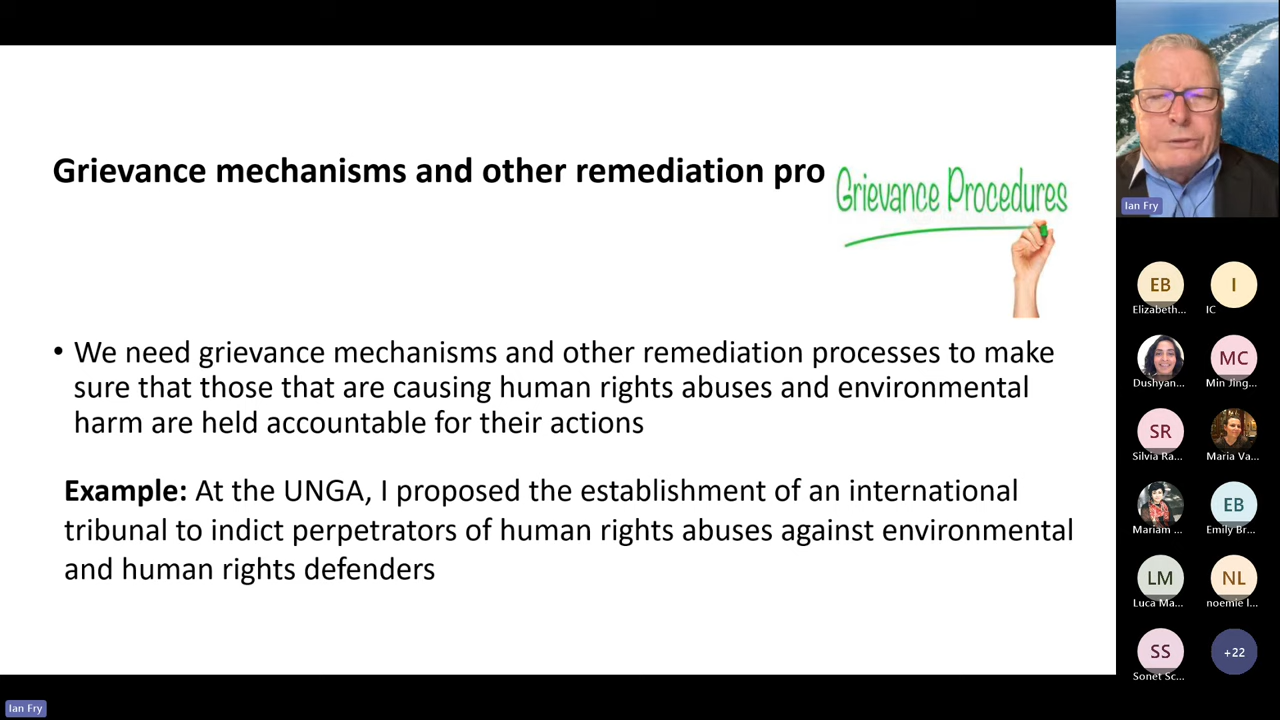 Grievance mechanisms and other remediation pro
Grievance Procedures
• We need grievance mechanisms and other remediation processes to make
sure that those that are causing human rights abuses and environmental
harm are held accountable for their actions
Example: At the UNGA, I proposed the establishment of an international
tribunal to indict perpetrators of human rights abuses against environmental
and human rights defenders
Ian Fry
Ian Fry
EB
Elizabeth...
I
IC
Dushyan...
MC
Min Jing...
SR
Silvia Ra...
Maria Va...
Mariam ...
EB
Emily Br...
LM
Luca Ma...
NL
noemie l...
SS
Sonet Sc...
+22